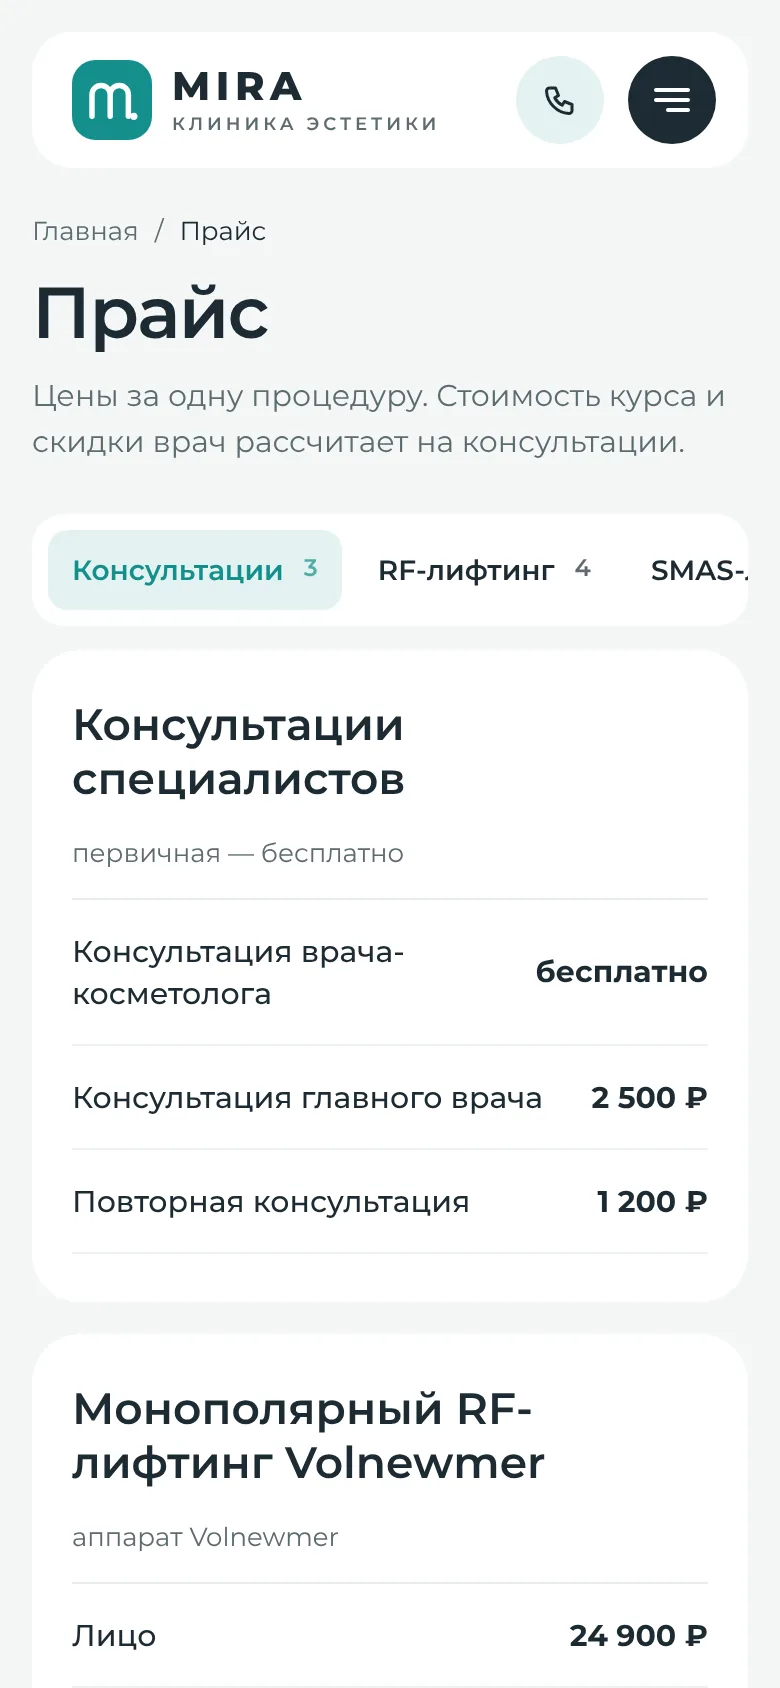 m.
MIRA
КЛИНИКА ЭСТЕТИКИ
Главная / Прайс
Прайс
Цены за одну процедуру. Стоимость курса и
скидки врач рассчитает на консультации.
Консультации 3 RF-лифтинг 4 SMAS-
Консультации
специалистов
первичная — бесплатно
Консультация врача-
косметолога
бесплатно
Консультация главного врача 2 500 ₽
Повторная консультация 1 200 ₽
Монополярный RF-
лифтинг Volnewmer
аппарат Volnewmer
Лицо 24 900 ₽